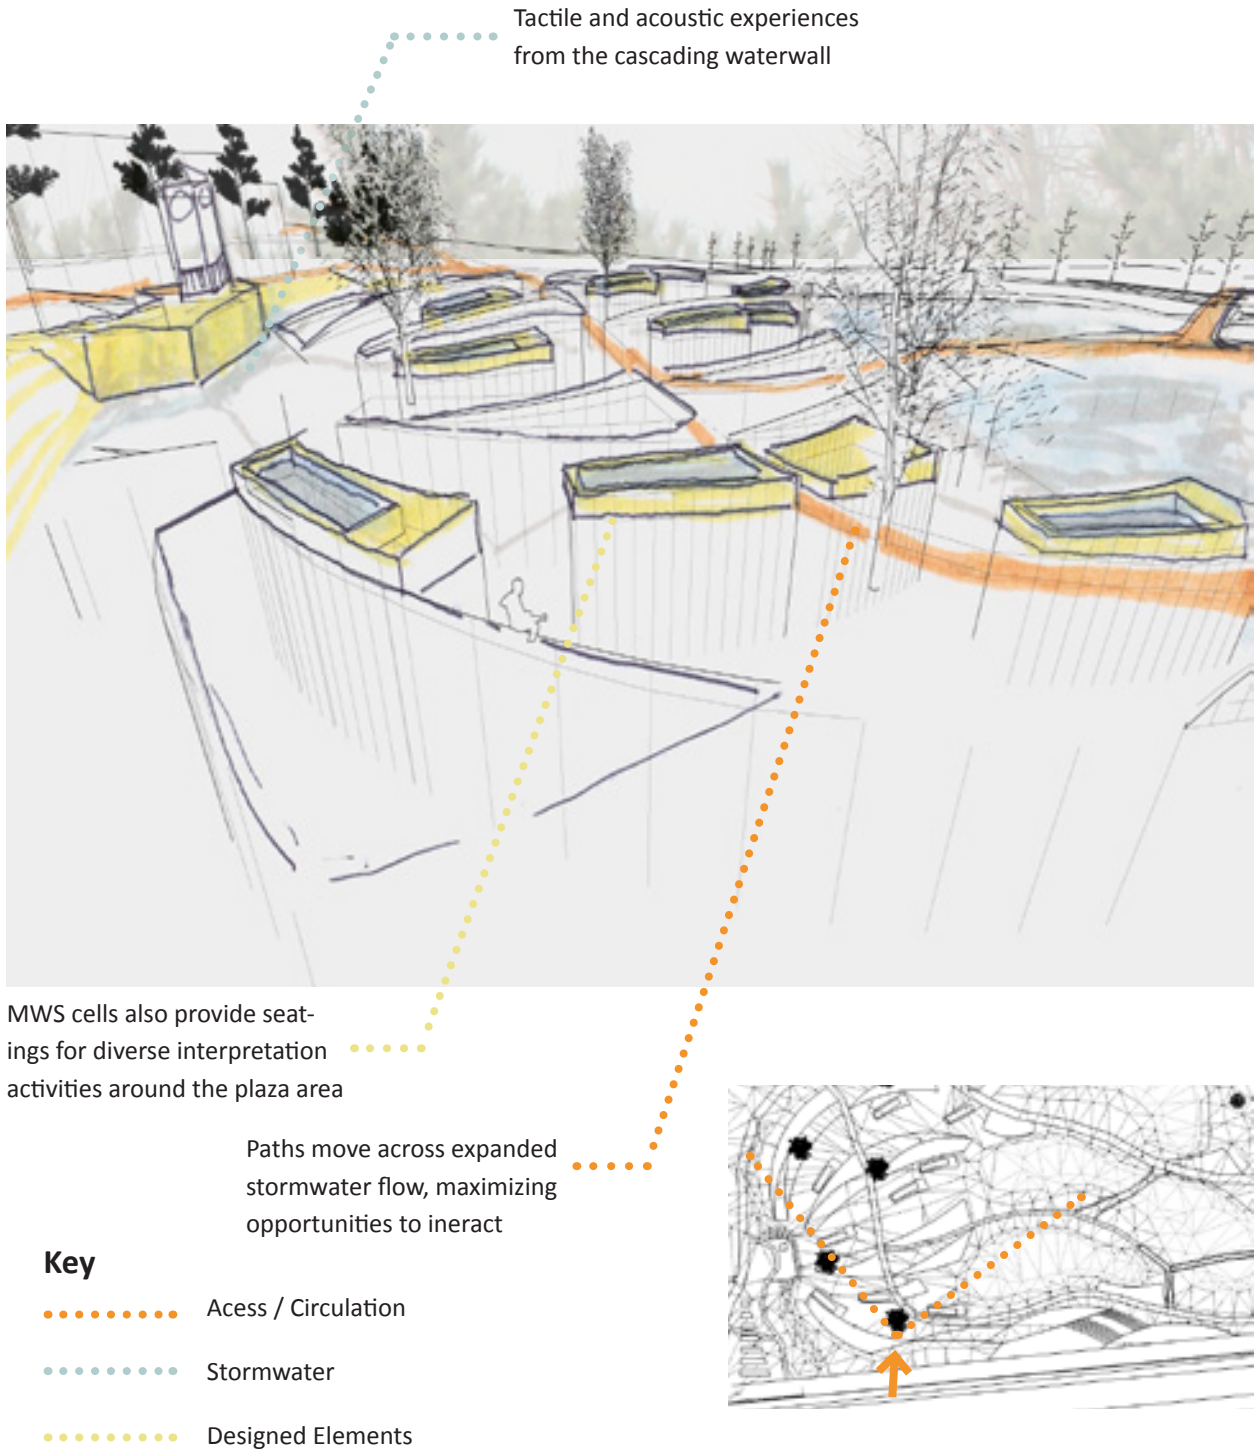 Tactile and acoustic experiences
from the cascading waterwall
MWS cells also provide seat-
ings for diverse interpretation
activities around the plaza area
Paths move across expanded
stormwater flow, maximizing
opportunities to ineract
Key
Acess / Circulation
Stormwater
Designed Elements